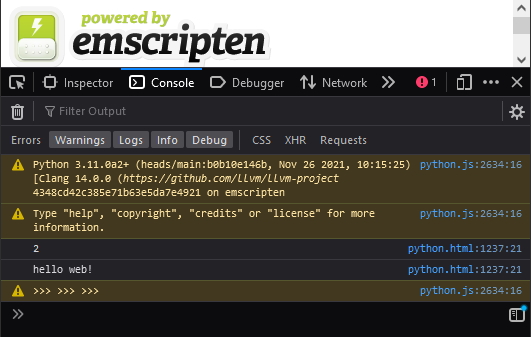 powered by
emscripten
Inspector Console Debugger Network 1
Filter Output
Errors Warnings Logs Info Debug CSS XHR Requests
Python 3.11.0a2+ (heads/main:b0b10e146b, Nov 26 2021, 10:15:25) python.js:2634:16
[Clang 14.0.0 (https://github.com/llvm/llvm-project
4348cd42c385e71b63e5da7e4921 on emscripten
Type "help", "copyright", "credits" or "license" for more python.js:2634:16
information.
2 python.html:1237:21
hello web! python.html:1237:21
>>> >>> >>> python.js:2634:16